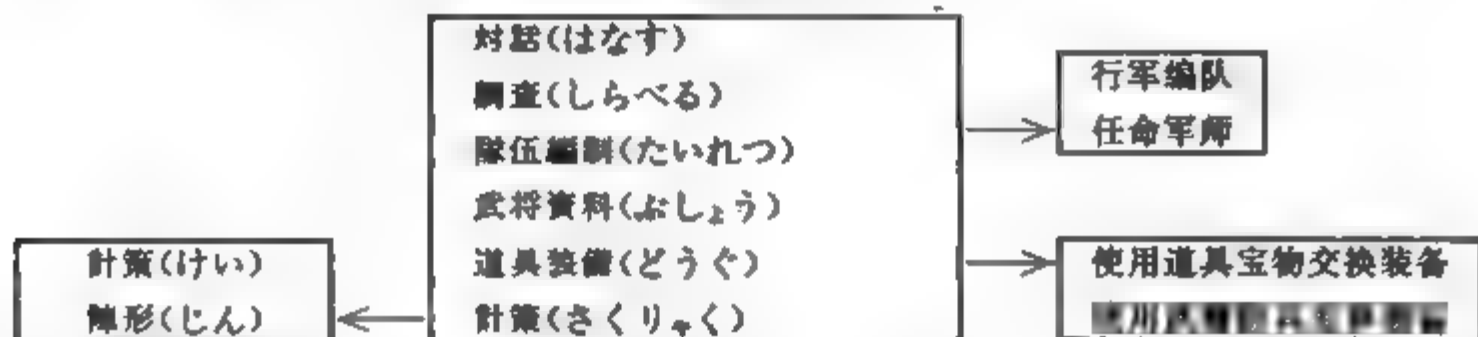 対話(はなす)
調査(しらべる)
隊伍編制(たいれつ)
武将資料(ぶしょう)
道具装備(どうぐ)
計策(さくりゃく)
行军编队
任命军师
使用道具宝物交换装备
計策(けい)
陣形(じん)